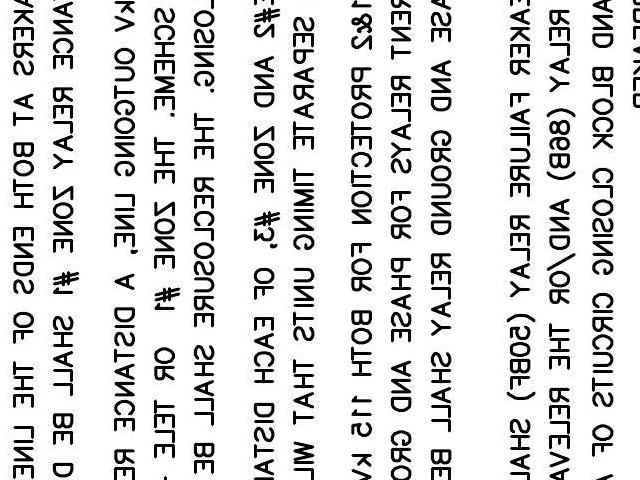 AKERS AT BOTH ENDS OF THE LINE
ANCE RELAY ZONE #1 SHALL BE D
KV OUTGOING LINE, A DISTANCE RE
SCHEME. THE ZONE #1 OR TELE -
LOSING. THE RECLOSURE SHALL BE
E#2 AND ZONE #3, OF EACH DISTAN
SEPARATE TIMING UNITS THAT WIL
1&2 PROTECTION FOR BOTH 115 KV
RENT RELAYS FOR PHASE AND GRO
ASE AND GROUND RELAY SHALL BE
EAKER FAILURE RELAY (50BF) SHAL
RELAY (86B) AND/OR THE RELEVA
AND BLOCK CLOSING CIRCUITS OF A